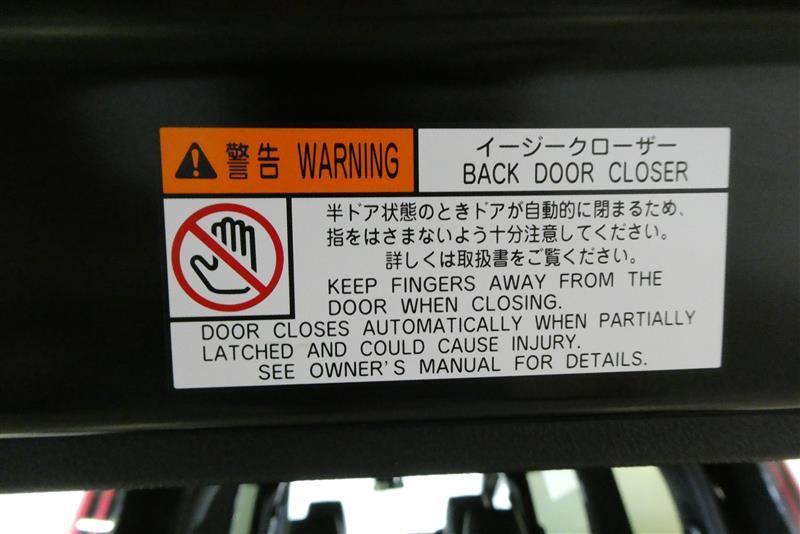 警告 WARNING
イージークローザー
BACK DOOR CLOSER
半ドア状態のときドアが自動的に閉まるため、
指をはさまないよう十分注意してください。
詳しくは取扱書をご覧ください。
KEEP FINGERS AWAY FROM THE
DOOR WHEN CLOSING.
DOOR CLOSES AUTOMATICALLY WHEN PARTIALLY
LATCHED AND COULD CAUSE INJURY.
SEE OWNER'S MANUAL FOR DETAILS.